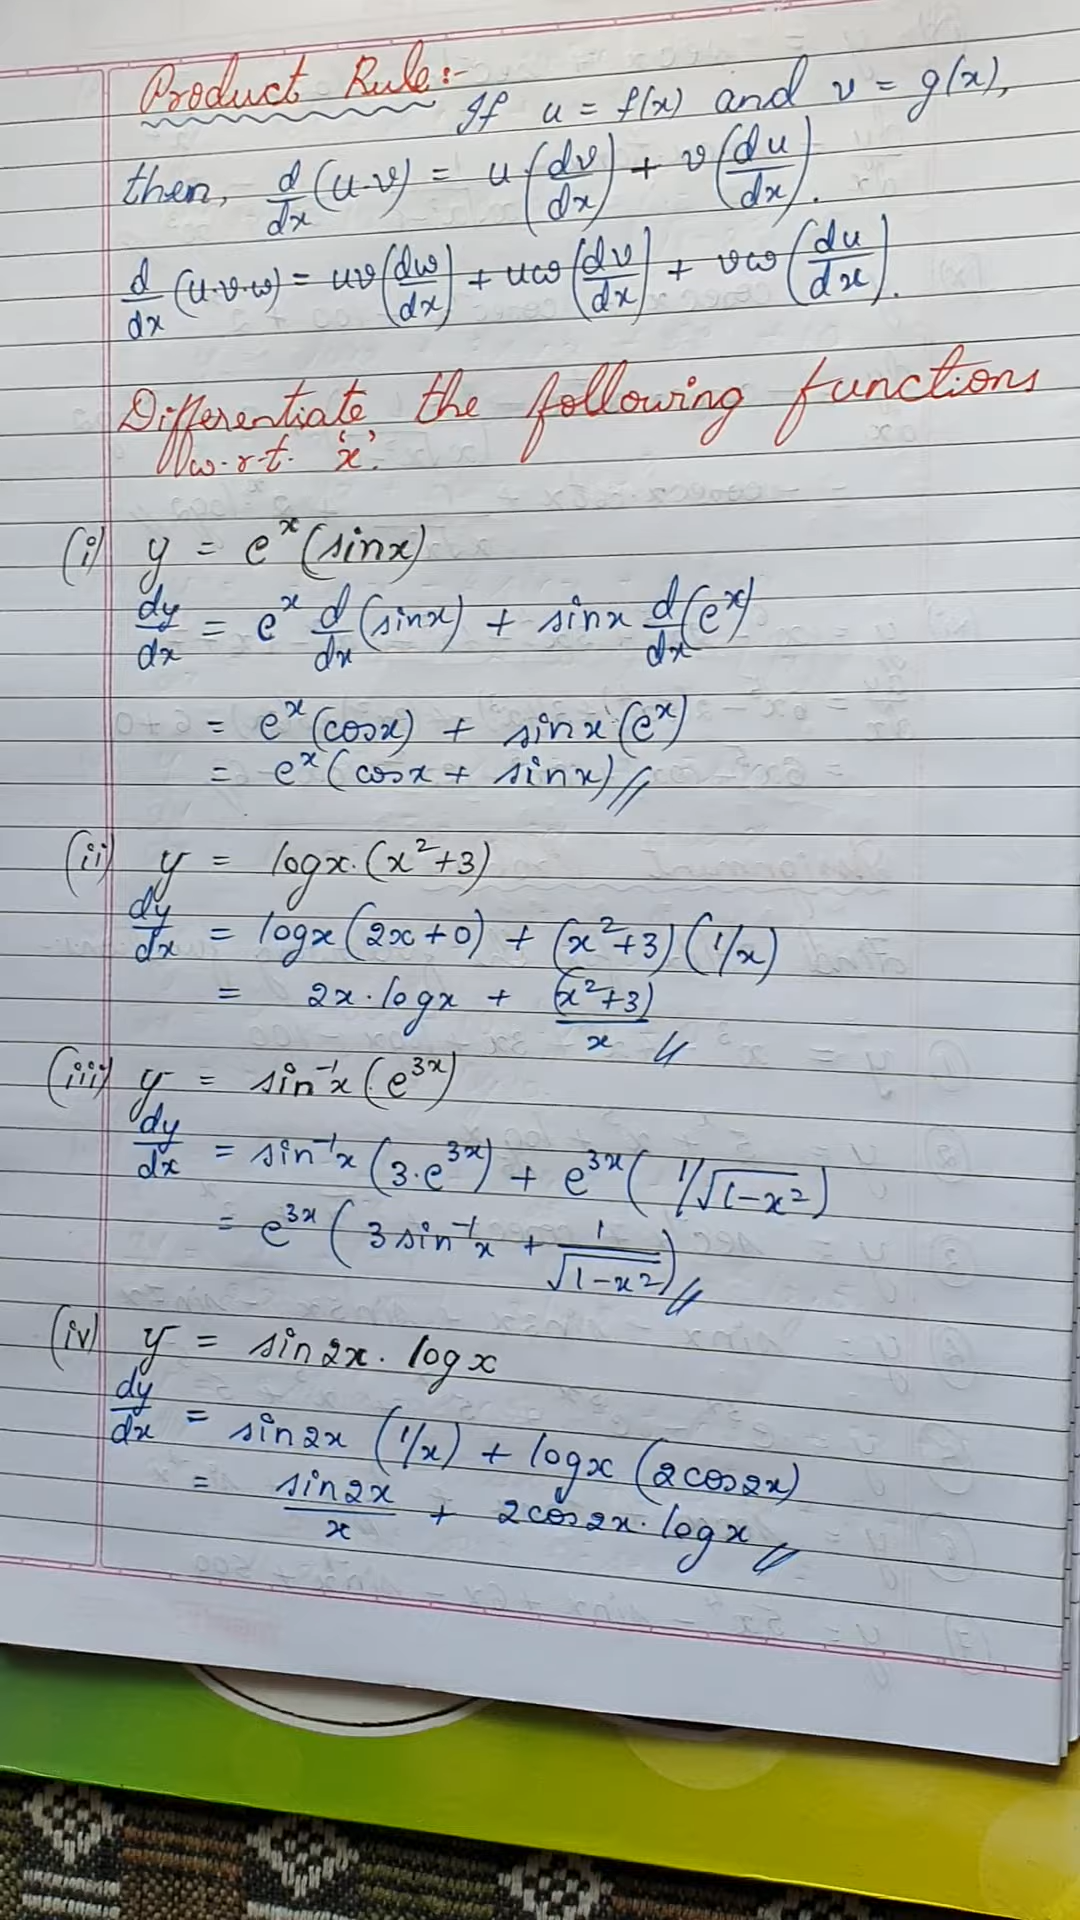 Product Rule:-
If u = f(x) and v = g(x),
then, d/dx (u·v) = u (dv/dx) + v (du/dx).
d/dx (u·v·w) = uv (dw/dx) + uw (dv/dx) + vw (du/dx).
Differentiate the following functions
w.r.t. 'x'.
(i) y = e^x (sinx)
dy/dx = e^x d/dx (sinx) + sinx d/dx (e^x)
= e^x (cosx) + sinx (e^x)
= e^x (cosx + sinx) //
(ii) y = logx. (x²+3)
dy/dx = logx (2x+0) + (x²+3) (1/x)
= 2x · logx + (x²+3)/x //
(iii) y = sin⁻¹x (e^3x)
dy/dx = sin⁻¹x (3·e^3x) + e^3x (1/√1-x²)
= e^3x (3 sin⁻¹x + 1/√1-x²) //
(iv) y = sin2x · logx
dy/dx = sin2x (1/x) + logx (2cos2x)
= sin2x/x + 2cos2x · logx //